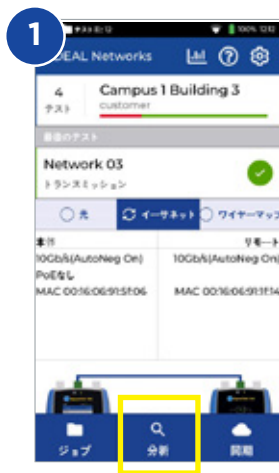 1
IDEAL Networks
100% 12:12
4
テスト
Campus 1 Building 3
customer
最後のテスト
Network 03
トランスミッション
光
イーサネット
ワイヤーマップ
本体
リモート
10Gb/s(AutoNeg On)
10Gb/s(AutoNeg On)
PoEなし
MAC 00:16:06:91:5f:06
MAC 00:16:06:91:1f:14
ジョブ
分析
同期